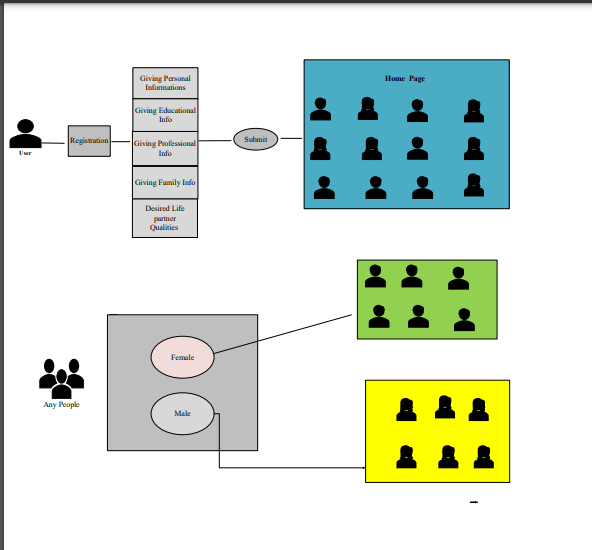 Home Page
Giving Personal
Informations
Giving Educational
Info
User
Registration
Giving Professional
Info
Submit
Giving Family Info
Desired Life
partner
Qualities
Female
Any People
Male